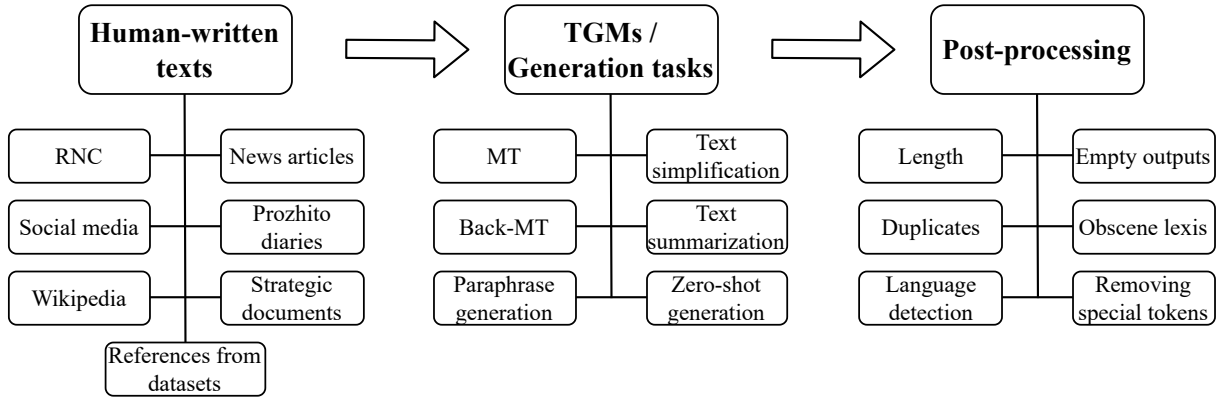 Human-written
texts
TGMs /
Generation tasks
Post-processing
RNC
News articles
Social media
Prozhito
diaries
Wikipedia
Strategic
documents
References from
datasets
MT
Text
simplification
Back-MT
Text
summarization
Paraphrase
generation
Zero-shot
generation
Length
Empty outputs
Duplicates
Obscene lexis
Language
detection
Removing
special tokens